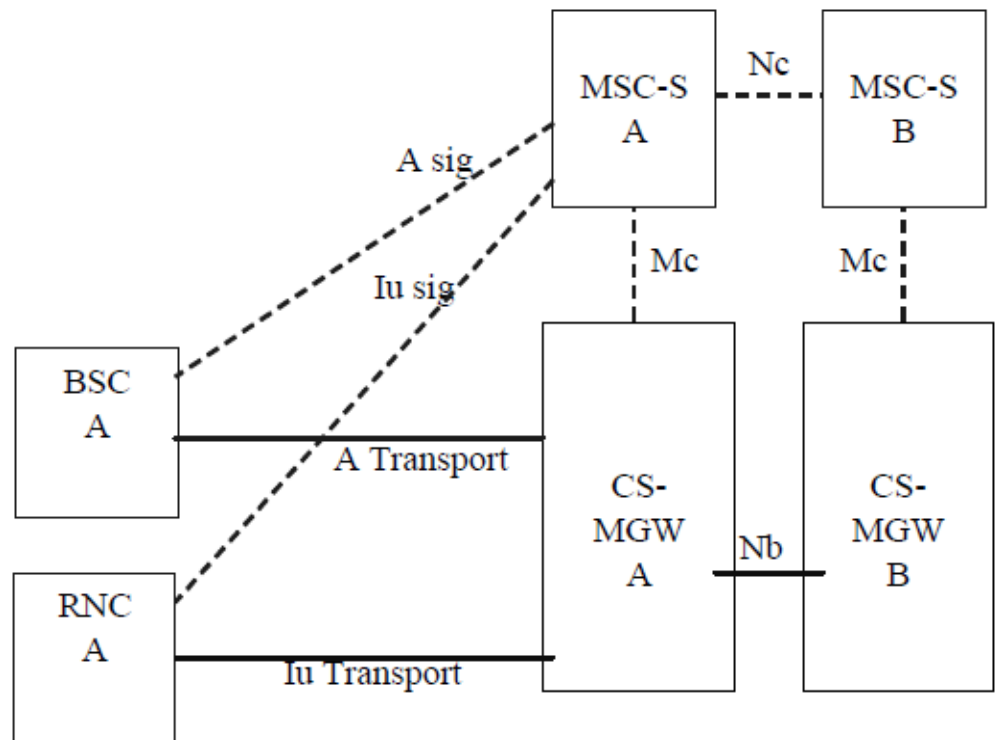 MSC-S
A
Nc
MSC-S
B
A sig
Iu sig
Mc
Mc
BSC
A
A Transport
CS-
MGW
A
Nb
CS-
MGW
B
RNC
A
Iu Transport